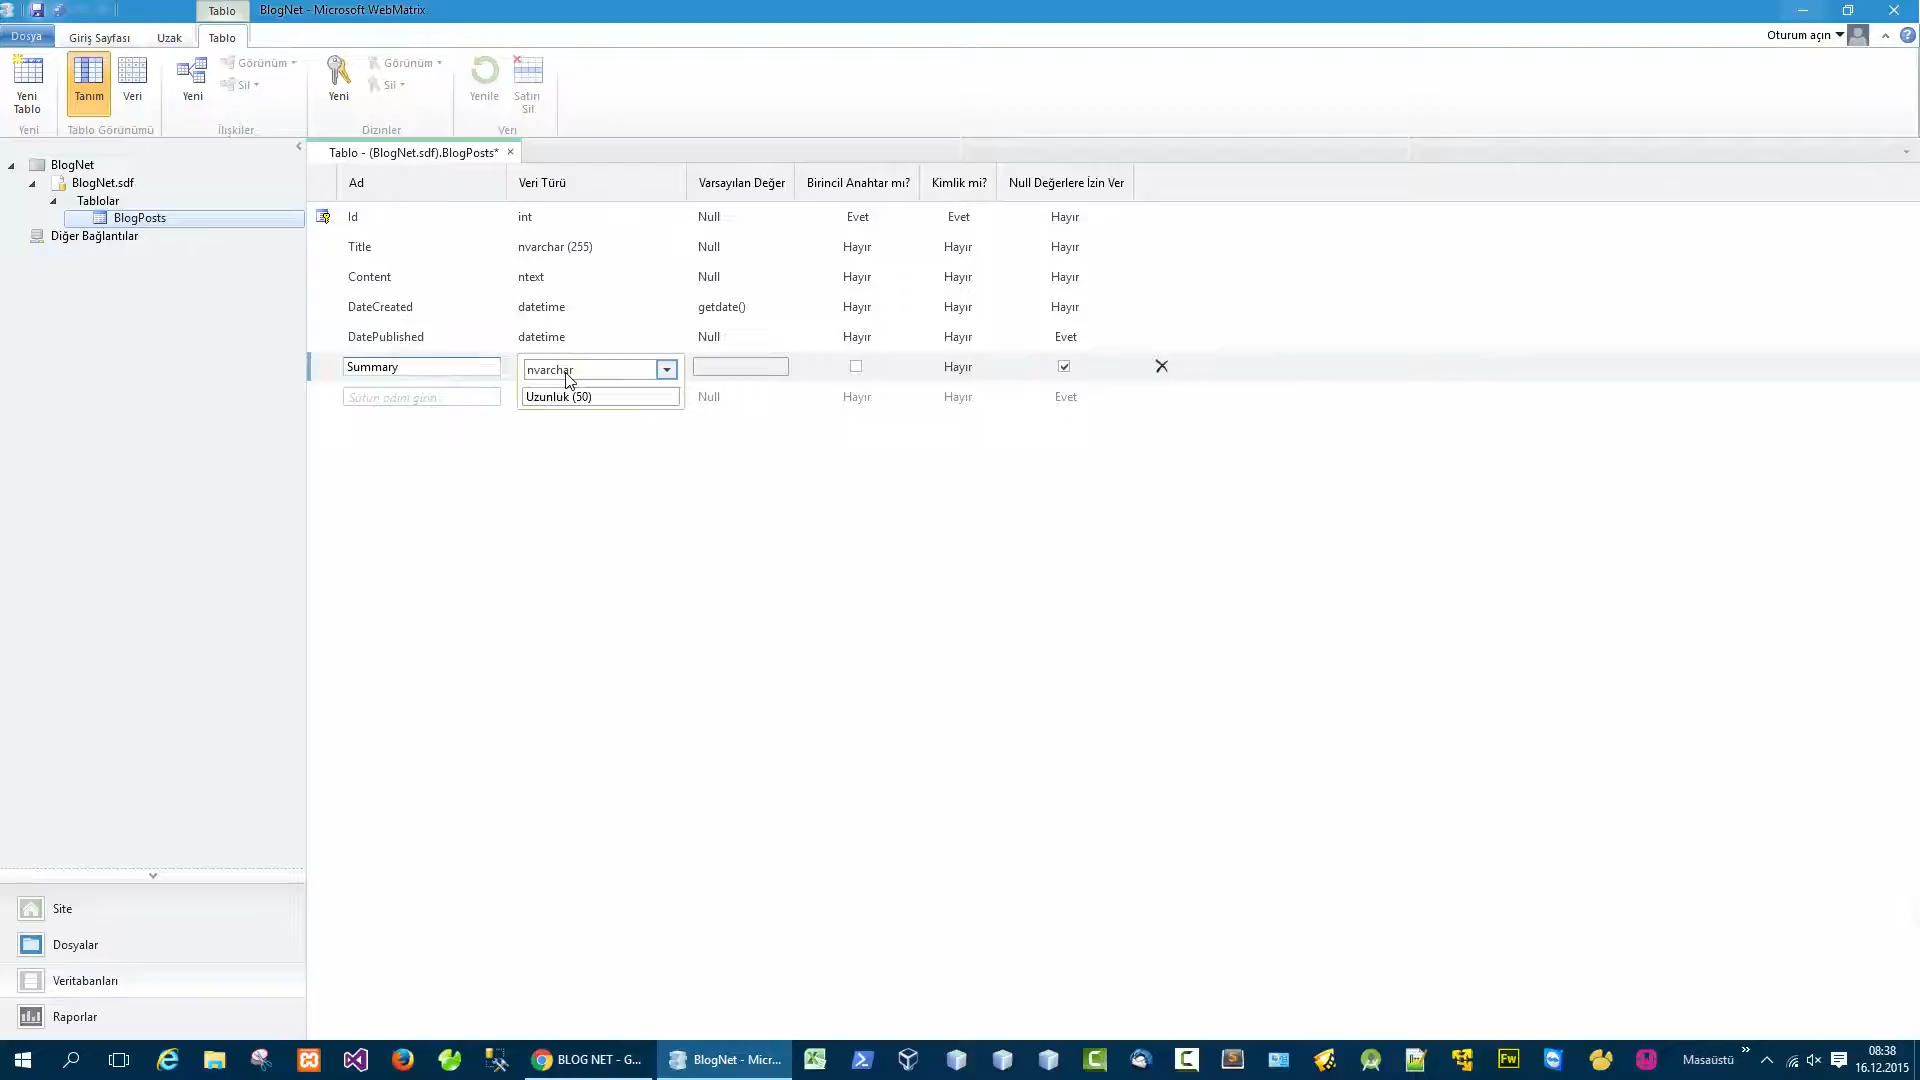 Tablo
BlogNet - Microsoft WebMatrix
Dosya
Giriş Sayfası
Uzak
Tablo
Oturum açın
Yeni
Tablo
Tanım
Veri
Yeni
Görünüm
Sil
Yeni
Görünüm
Sil
Yenile
Satırı
Sil
Yeni
Tablo Görünümü
İlişkiler
Dizinler
Veri
BlogNet
BlogNet.sdf
Tablolar
BlogPosts
Diğer Bağlantılar
Tablo - (BlogNet.sdf).BlogPosts*
Ad Veri Türü Varsayılan Değer Birincil Anahtar mı? Kimlik mi? Null Değerlere İzin Ver
Id int Null Evet Evet Hayır
Title nvarchar (255) Null Hayır Hayır Hayır
Content ntext Null Hayır Hayır Hayır
DateCreated datetime getdate() Hayır Hayır Hayır
DatePublished datetime Null Hayır Hayır Evet
Summary nvarchar Hayır
Sütun adını girin. Uzunluk (50) Null Hayır Hayır Evet
Site
Dosyalar
Veritabanları
Raporlar
BLOG NET - G...
BlogNet - Micr...
Fw
Masaüstü
08:38
16.12.2015